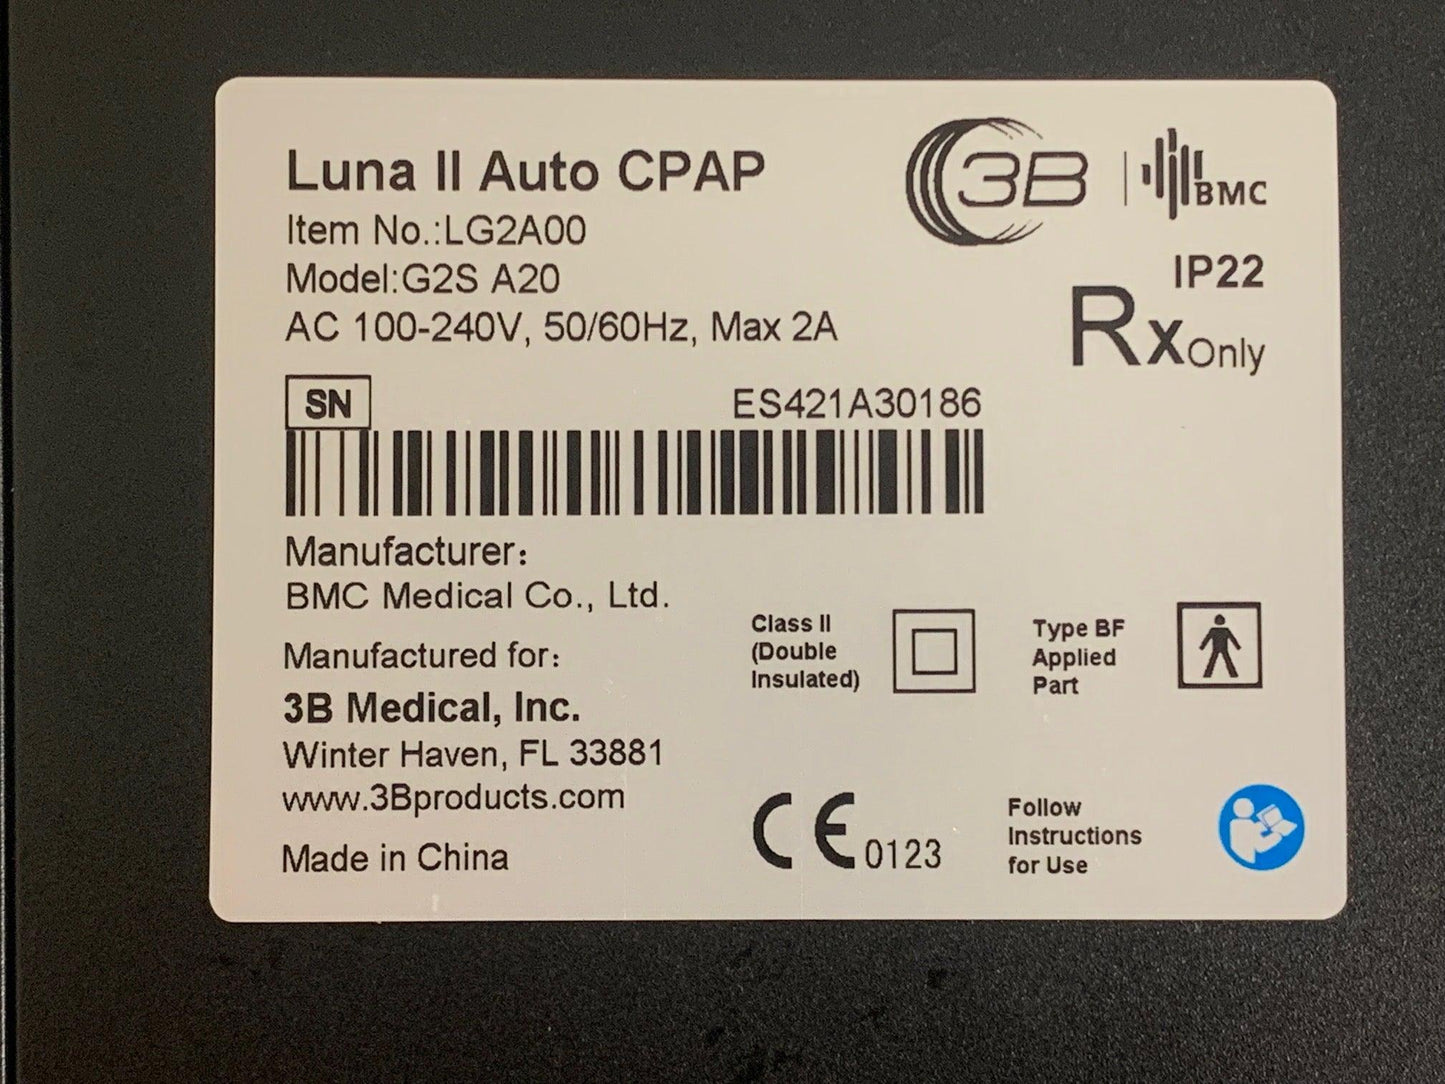 Luna II Auto CPAP
3B | BMC
Item No.:LG2A00
Model:G2S A20
AC 100-240V, 50/60Hz, Max 2A
IP22
Rx Only
SN
ES421A30186
Manufacturer:
BMC Medical Co., Ltd.
Manufactured for:
3B Medical, Inc.
Winter Haven, FL 33881
www.3Bproducts.com
Made in China
Class II
(Double
Insulated)
Type BF
Applied
Part
CE 0123
Follow
Instructions
for Use